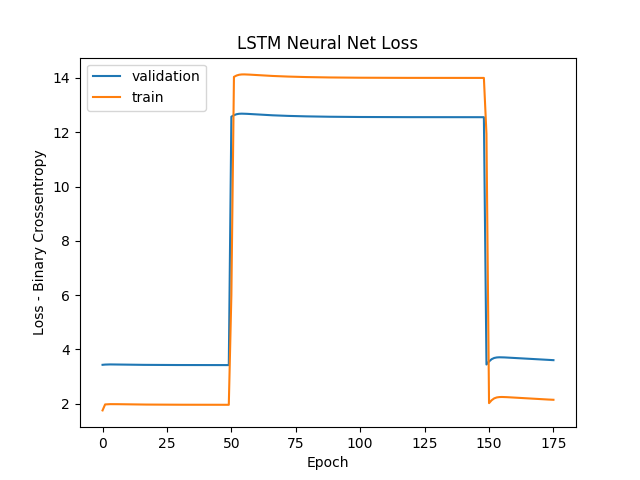 LSTM Neural Net Loss
validation
train
14
12
10
8
6
4
2
Loss - Binary Crossentropy
0 25 50 75 100 125 150 175
Epoch